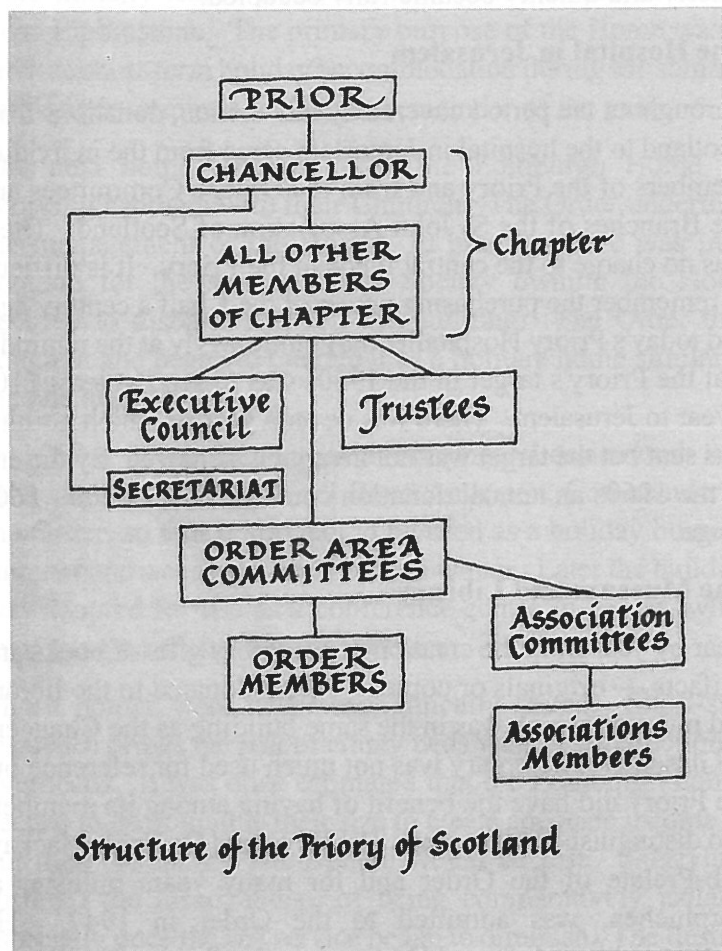 PRIOR
CHANCELLOR
ALL OTHER
MEMBERS
OF CHAPTER
Chapter
Executive
Council
Trustees
SECRETARIAT
ORDER AREA
COMMITTEES
ORDER
MEMBERS
Association
Committees
Associations
Members
Structure of the Priory of Scotland